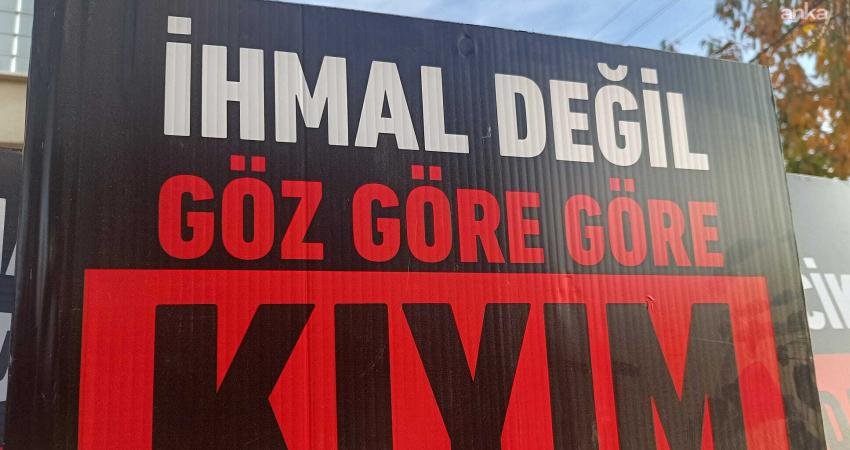 anka
İHMAL DEĞİL
GÖZ GÖRE GÖRE
KIYIM